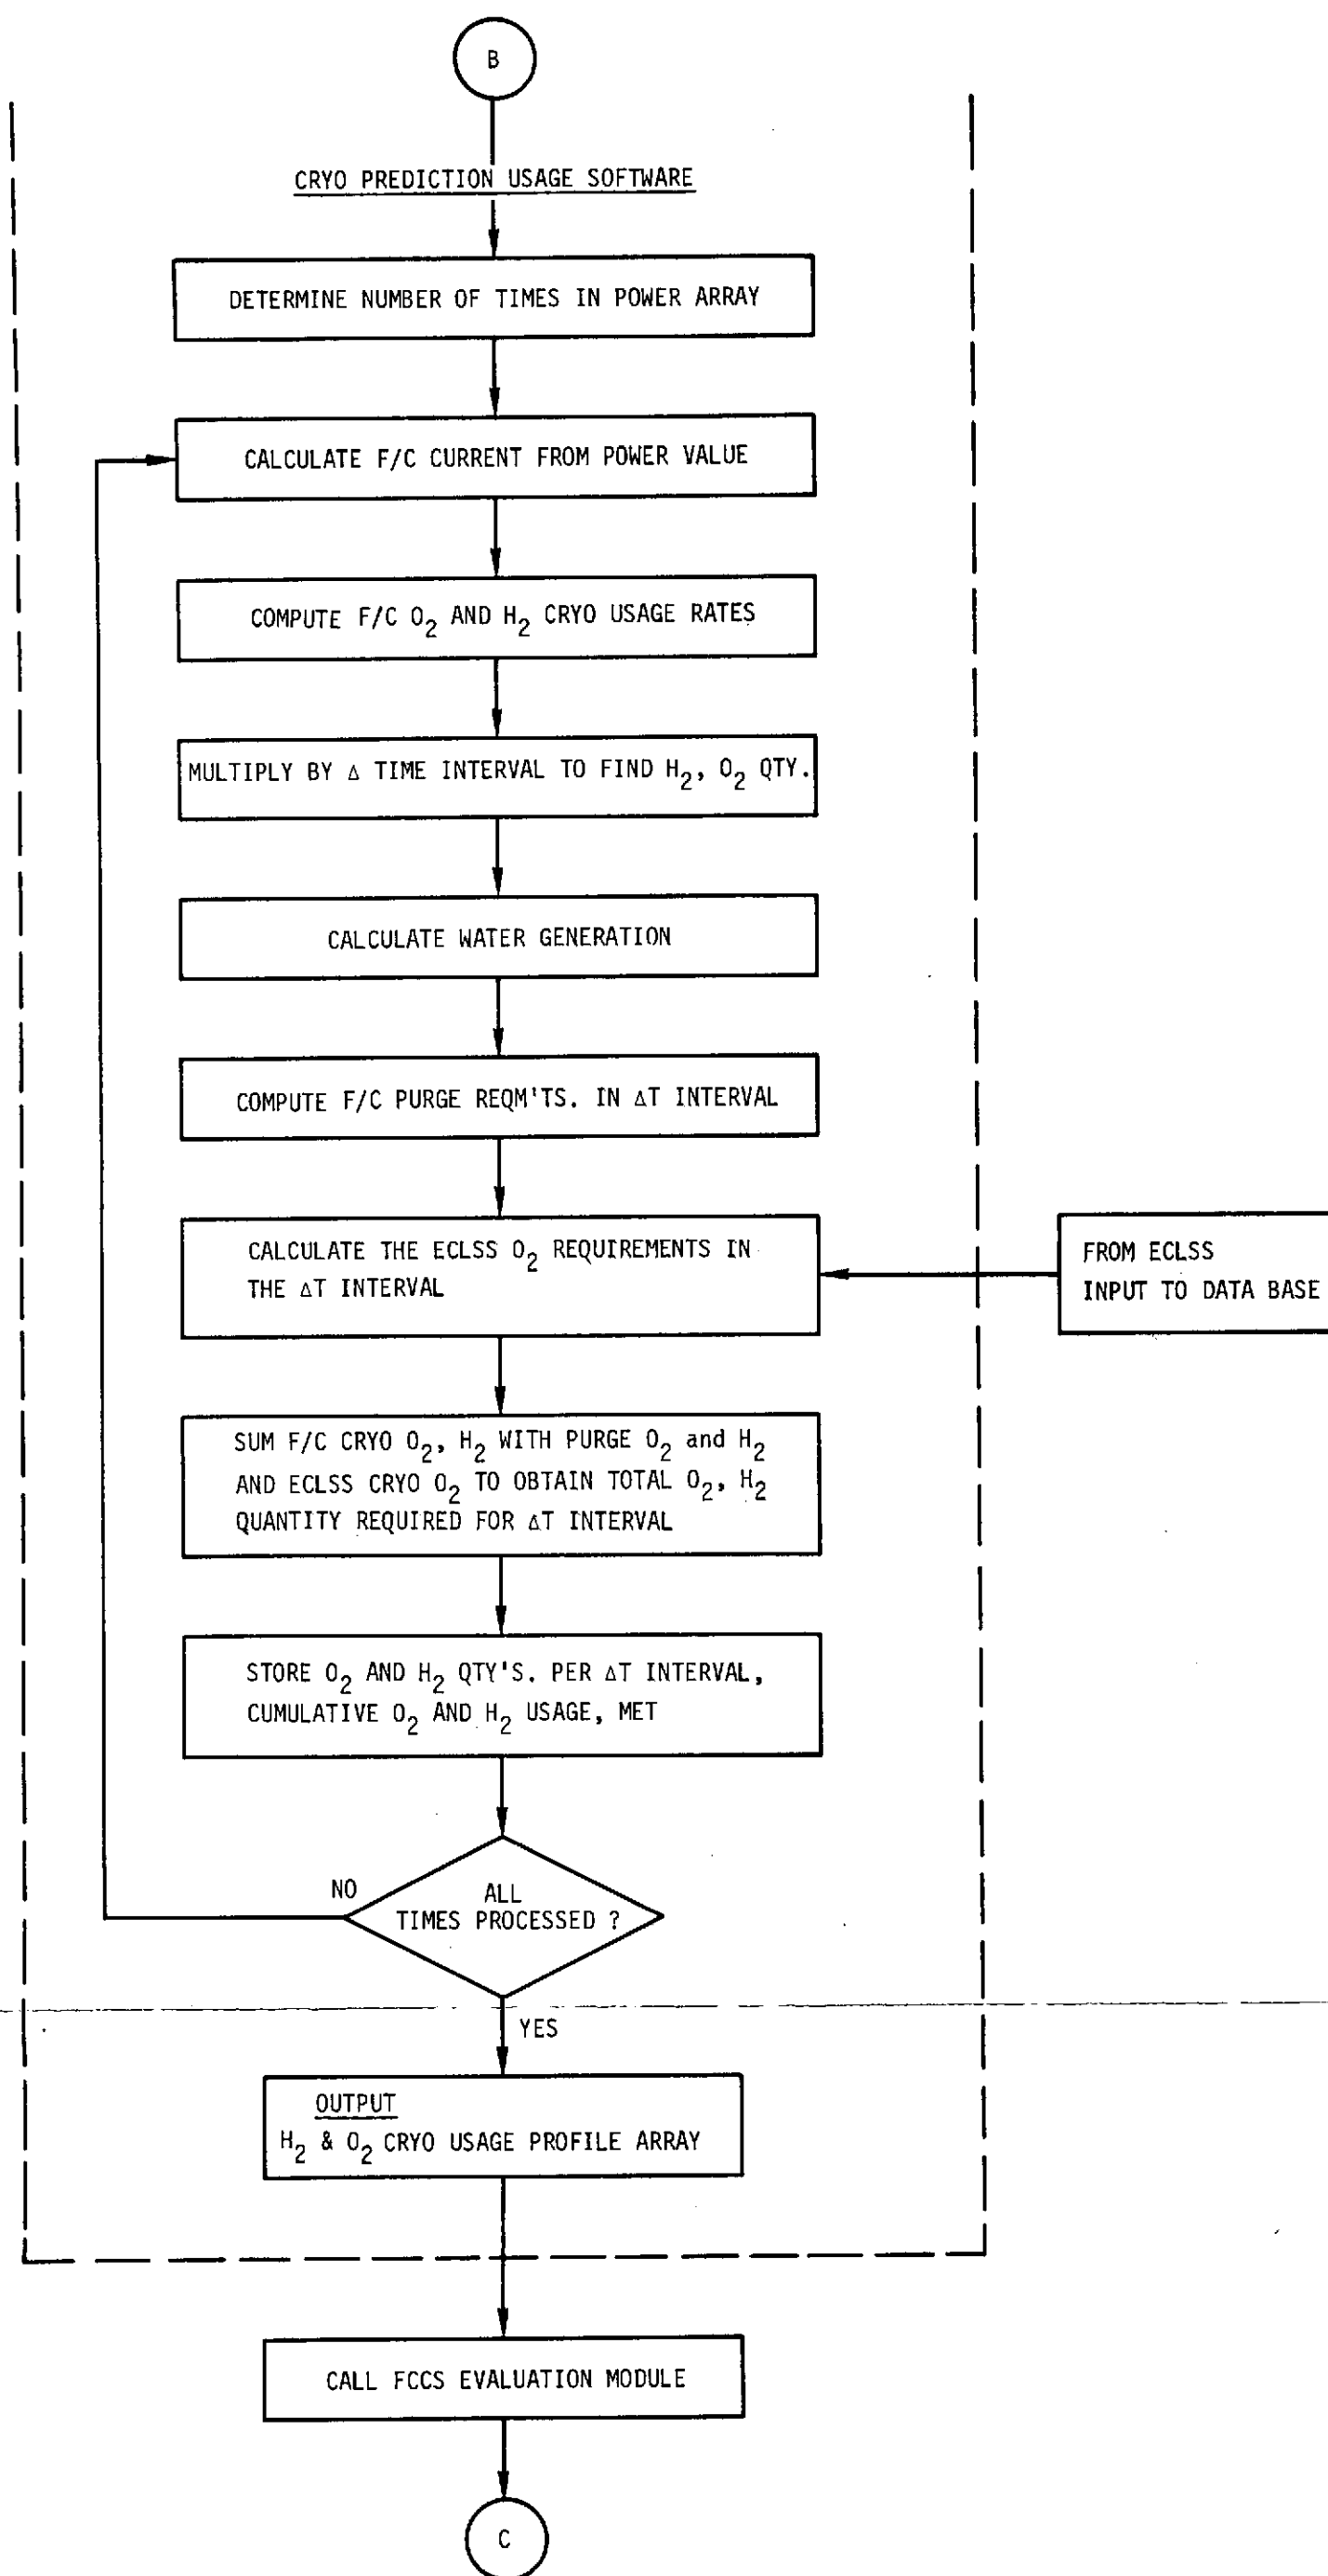 B
CRYO PREDICTION USAGE SOFTWARE
DETERMINE NUMBER OF TIMES IN POWER ARRAY
CALCULATE F/C CURRENT FROM POWER VALUE
COMPUTE F/C O₂ AND H₂ CRYO USAGE RATES
MULTIPLY BY Δ TIME INTERVAL TO FIND H₂, O₂ QTY.
CALCULATE WATER GENERATION
COMPUTE F/C PURGE REQM'TS. IN ΔT INTERVAL
CALCULATE THE ECLSS O₂ REQUIREMENTS IN
THE ΔT INTERVAL
FROM ECLSS
INPUT TO DATA BASE
SUM F/C CRYO O₂, H₂ WITH PURGE O₂ and H₂
AND ECLSS CRYO O₂ TO OBTAIN TOTAL O₂, H₂
QUANTITY REQUIRED FOR ΔT INTERVAL
STORE O₂ AND H₂ QTY'S. PER ΔT INTERVAL,
CUMULATIVE O₂ AND H₂ USAGE, MET
NO
ALL
TIMES PROCESSED ?
YES
OUTPUT
H₂ & O₂ CRYO USAGE PROFILE ARRAY
CALL FCCS EVALUATION MODULE
C